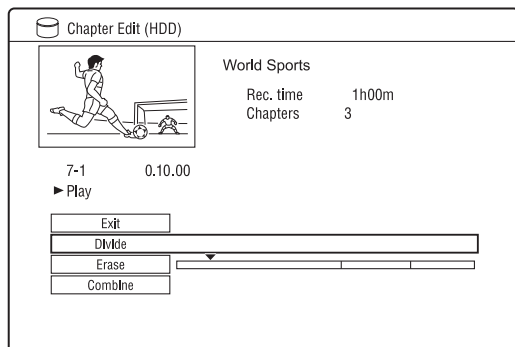 Chapter Edit (HDD)
World Sports
Rec. time 1h00m
Chapters 3
7-1 0.10.00
Play
Exit
Divide
Erase
Combine